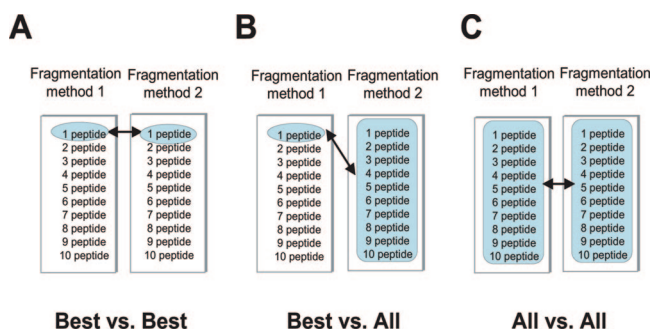 A
B
C
Fragmentation
method 1
Fragmentation
method 2
1 peptide
2 peptide
3 peptide
4 peptide
5 peptide
6 peptide
7 peptide
8 peptide
9 peptide
10 peptide
1 peptide
2 peptide
3 peptide
4 peptide
5 peptide
6 peptide
7 peptide
8 peptide
9 peptide
10 peptide
Best vs. Best
Fragmentation
method 1
Fragmentation
method 2
1 peptide
2 peptide
3 peptide
4 peptide
5 peptide
6 peptide
7 peptide
8 peptide
9 peptide
10 peptide
1 peptide
2 peptide
3 peptide
4 peptide
5 peptide
6 peptide
7 peptide
8 peptide
9 peptide
10 peptide
Best vs. All
Fragmentation
method 1
Fragmentation
method 2
1 peptide
2 peptide
3 peptide
4 peptide
5 peptide
6 peptide
7 peptide
8 peptide
9 peptide
10 peptide
1 peptide
2 peptide
3 peptide
4 peptide
5 peptide
6 peptide
7 peptide
8 peptide
9 peptide
10 peptide
All vs. All